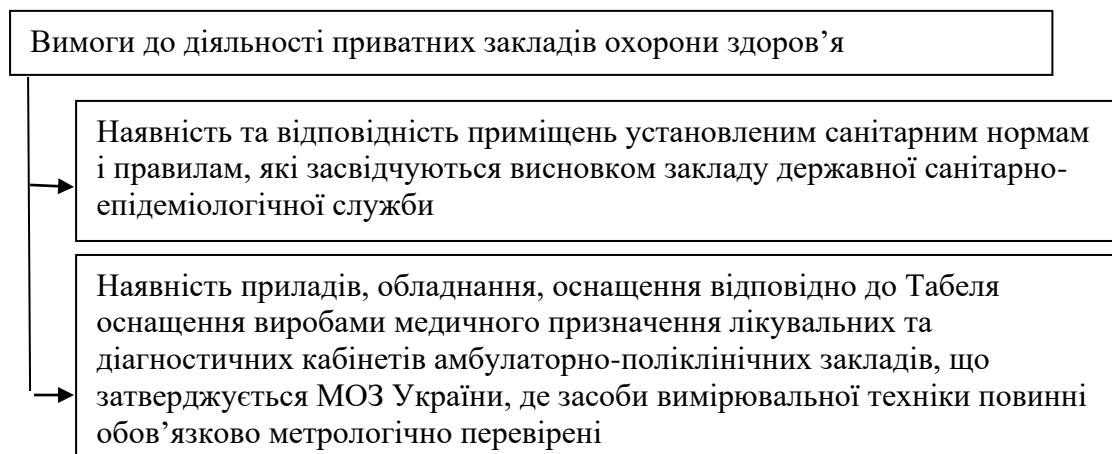 Вимоги до діяльності приватних закладів охорони здоров’я
Наявність та відповідність приміщень установленим санітарним нормам
і правилам, які засвідчуються висновком закладу державної санітарно-
епідеміологічної служби
Наявність приладів, обладнання, оснащення відповідно до Табеля
оснащення виробами медичного призначення лікувальних та
діагностичних кабінетів амбулаторно-поліклінічних закладів, що
затверджується МОЗ України, де засоби вимірювальної техніки повинні
обов’язково метрологічно перевірені